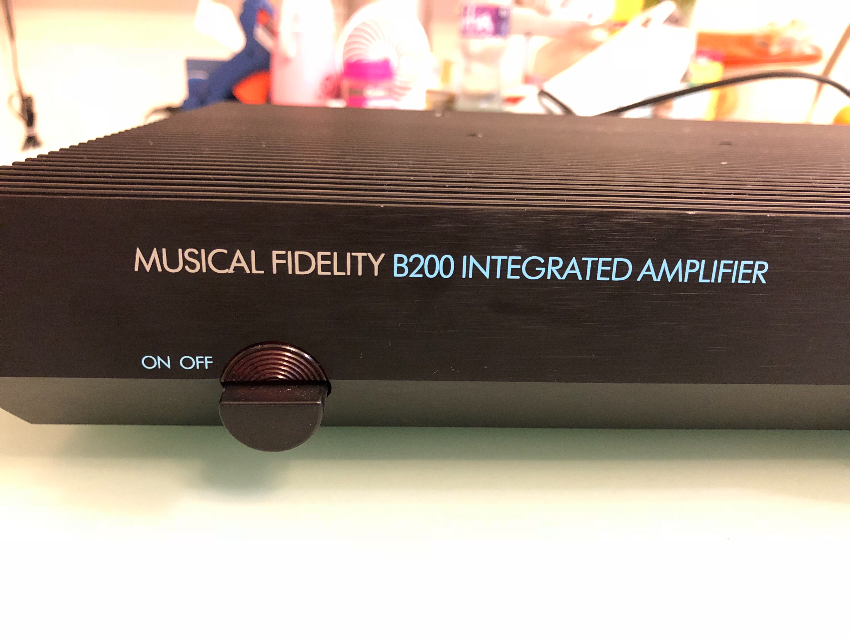 MUSICAL FIDELITY B200 INTEGRATED AMPLIFIER
ON OFF